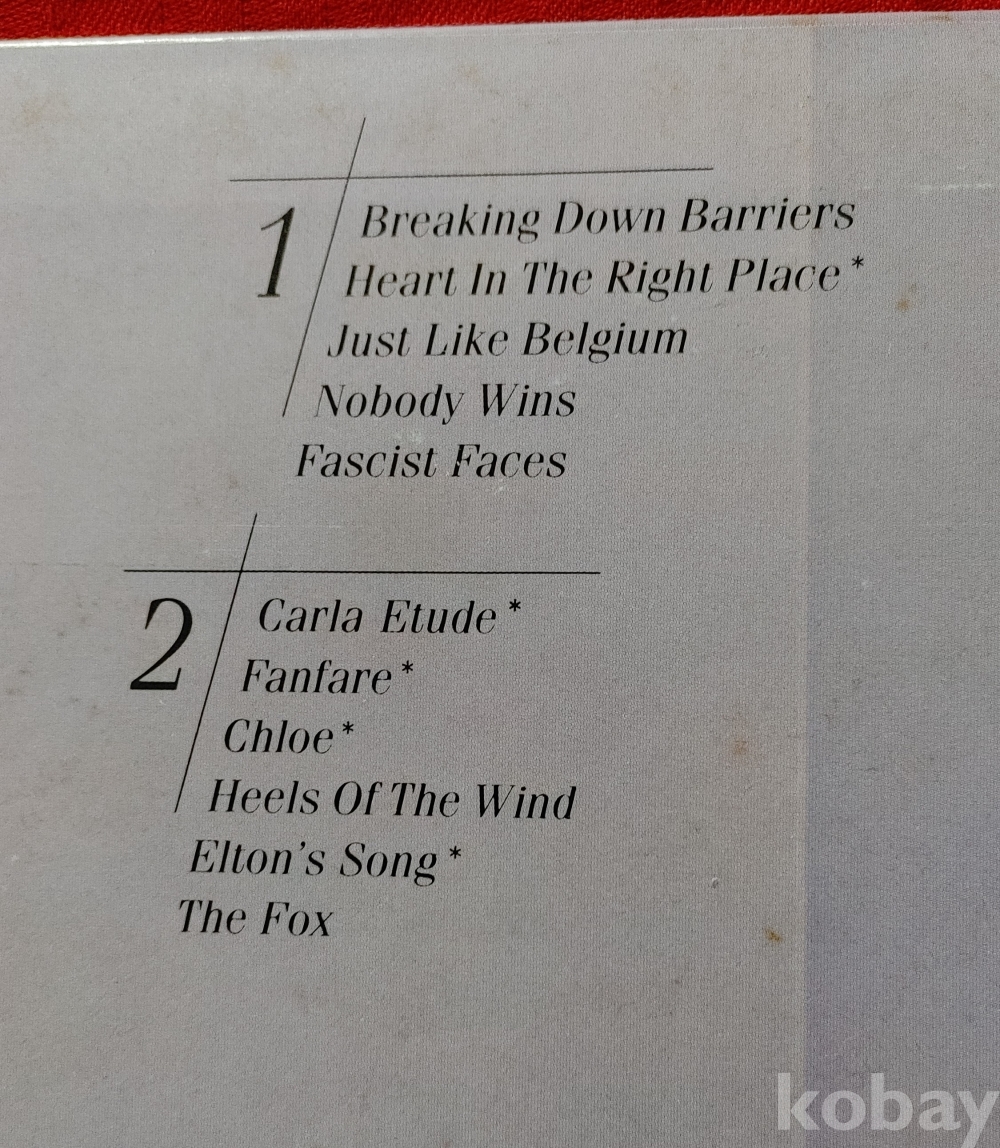 1
Breaking Down Barriers
Heart In The Right Place*
Just Like Belgium
Nobody Wins
Fascist Faces
2
Carla Etude*
Fanfare*
Chloe*
Heels Of The Wind
Elton's Song*
The Fox
kobay